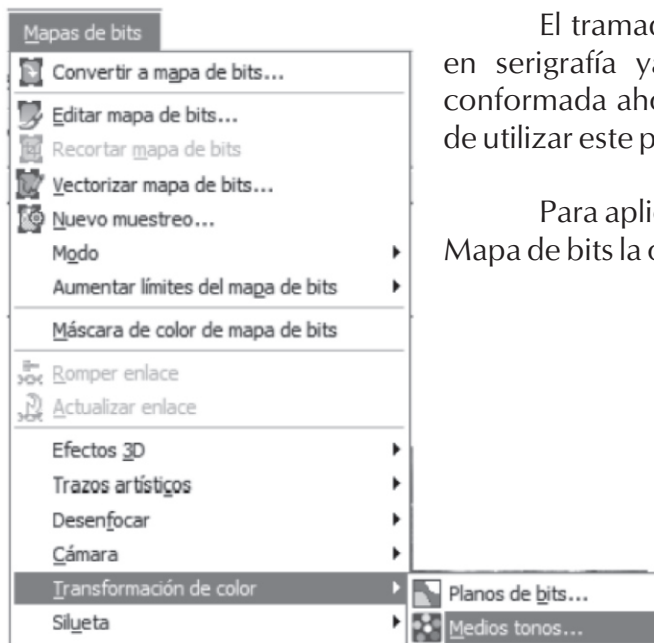 Mapas de bits
Convertir a mapa de bits...
Editar mapa de bits...
Recortar mapa de bits
Vectorizar mapa de bits...
Nuevo muestreo...
Modo
Aumentar límites del mapa de bits
Máscara de color de mapa de bits
Romper enlace
Actualizar enlace
Efectos 3D
Trazos artísticos
Desenfocar
Cámara
Transformación de color
Silueta
Planos de bits...
Medios tonos...
El
en serigrafía
conformada
de utilizar este
Para
Mapa de bits la